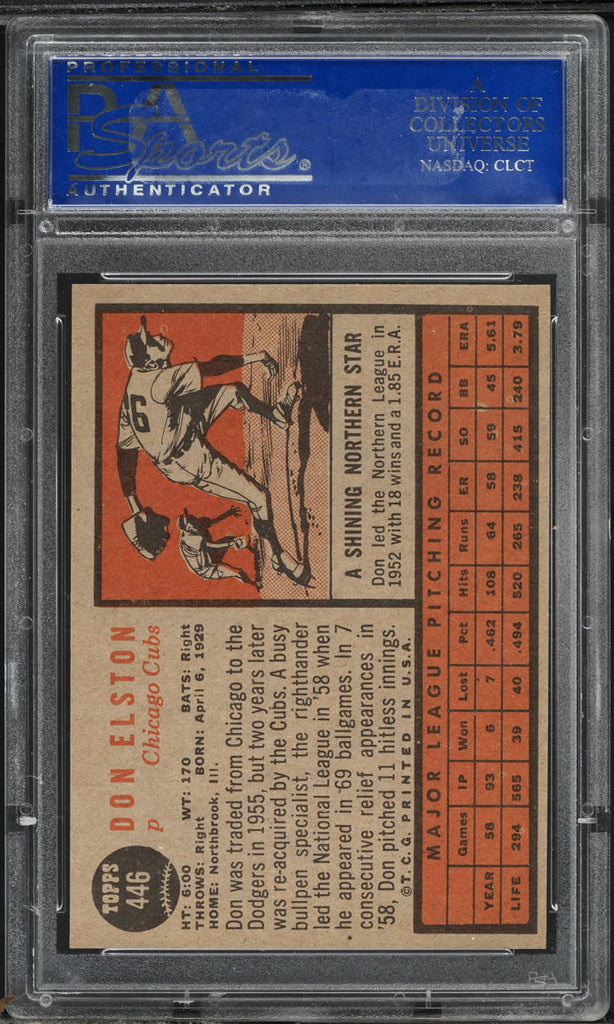 PROFESSIONAL
PSA
Sports®
AUTHENTICATOR
A
DIVISION OF
COLLECTORS
UNIVERSE
NASDAQ: CLCT
TOPPS
446
DON ELSTON
p Chicago Cubs
HT: 6:00 WT: 170 BATS: Right
THROWS: Right BORN: April 6, 1929
HOME: Northbrook, Ill.
Don was traded from Chicago to the
Dodgers in 1955, but two years later
was re-acquired by the Cubs. A busy
bullpen specialist, the righthander
led the National League in '58 when
he appeared in 69 ballgames. In 7
consecutive relief appearances in
'58, Don pitched 11 hitless innings.
©T.C.G. PRINTED IN U.S.A.
6
A SHINING NORTHERN STAR
Don led the Northern League in
1952 with 18 wins and a 1.85 E.R.A.
MAJOR LEAGUE PITCHING RECORD
Games IP Won Lost Pct Hits Runs ER SO BB ERA
YEAR 58 93 6 7 .462 108 64 58 59 45 5.61
LIFE 294 565 39 40 .494 520 265 238 415 240 3.79
PSA